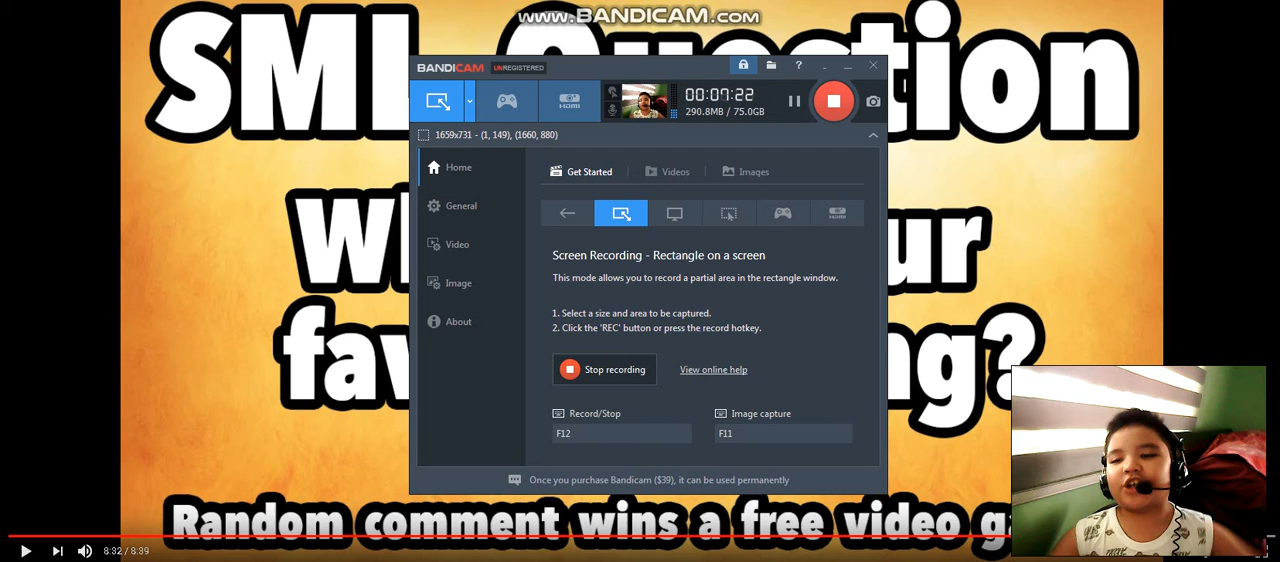 www.BANDICAM.com
SML Question
BANDICAM UNREGISTERED
?
HDMI
00:07:22
290.8MB / 75.0GB
1659x731 - (1, 149), (1660, 880)
Home
Get Started
Videos
Images
General
HDMI
Video
Screen Recording - Rectangle on a screen
This mode allows you to record a partial area in the rectangle window.
Image
1. Select a size and area to be captured.
About
2. Click the 'REC' button or press the record hotkey.
Stop recording
View online help
Record/Stop
Image capture
F12
F11
Once you purchase Bandicam ($39), it can be used permanently
Random comment wins a free video
8:32 / 8:39